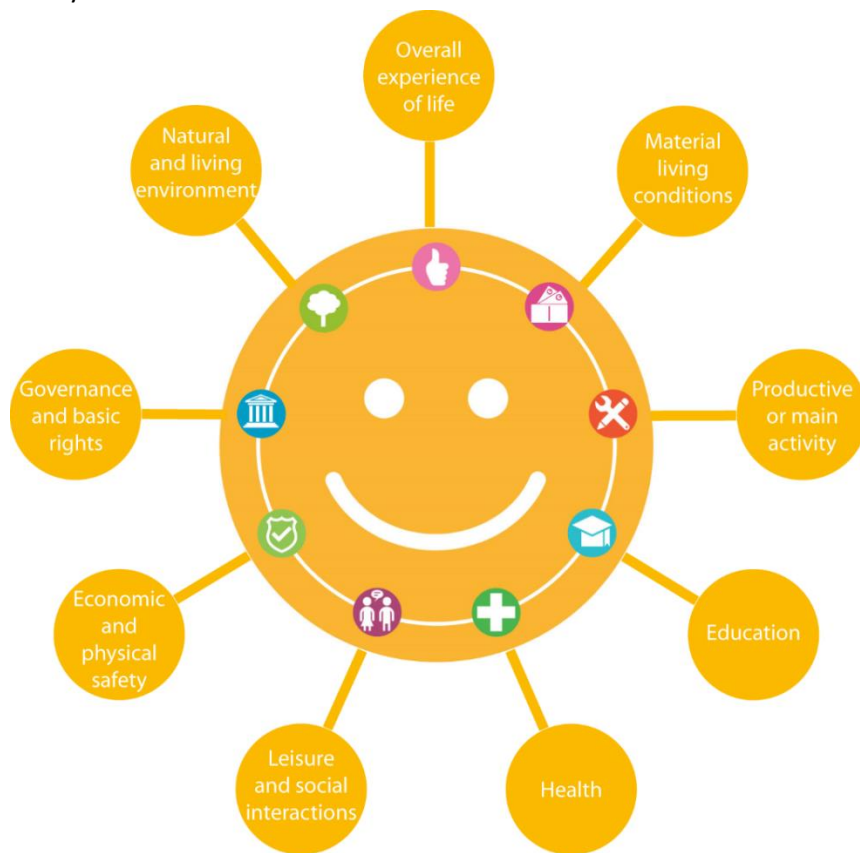 Overall
experience
of life
Material
living
conditions
Productive
or main
activity
Education
Health
Leisure
and social
interactions
Economic
and
physical
safety
Governance
and basic
rights
Natural
and living
environment